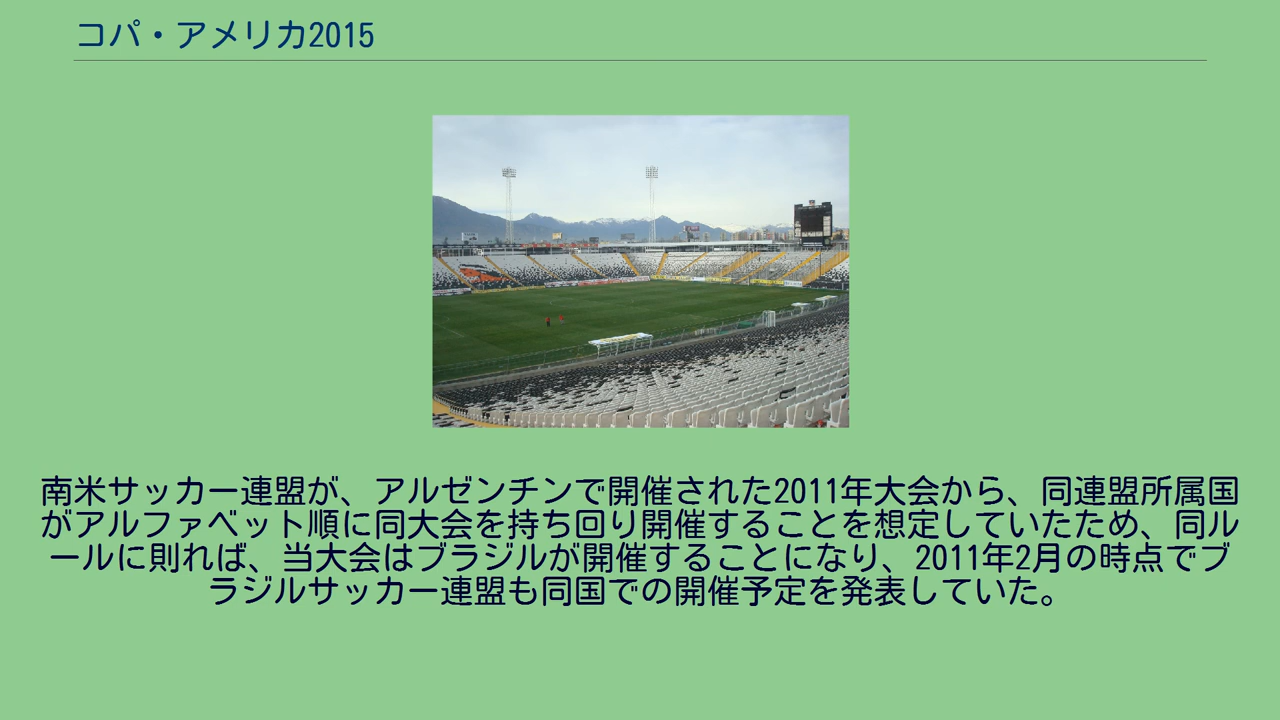 コパ・アメリカ2015
南米サッカー連盟が、アルゼンチンで開催された2011年大会から、同連盟所属国
がアルファベット順に同大会を持ち回り開催することを想定していたため、同ル
ールに則れば、当大会はブラジルが開催することになり、2011年2月の時点でブ
ラジルサッカー連盟も同国での開催予定を発表していた。